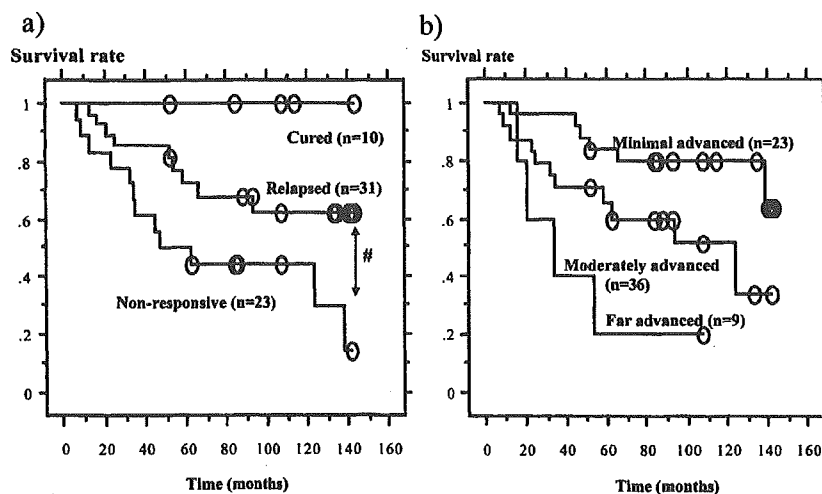 a)
Survival rate
1
.8
.6
.4
.2
0
Cured (n=10)
Relapsed (n=31)
#
Non-responsive (n=23)
0 20 40 60 80 100 120 140 160
Time (months)
b)
Survival rate
1
.8
.6
.4
.2
0
Minimal advanced (n=23)
Moderately advanced
(n=36)
Far advanced (n=9)
0 20 40 60 80 100 120 140 160
Time (months)